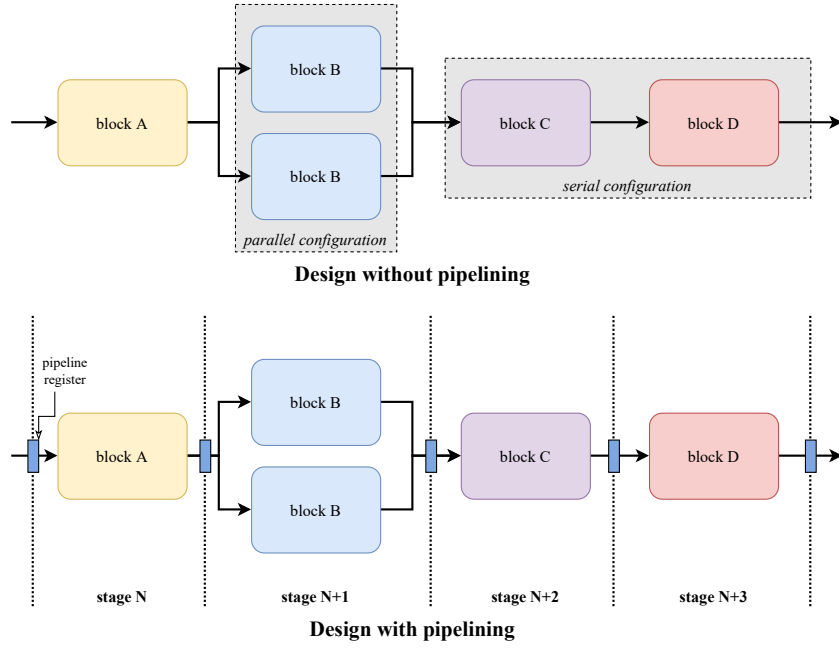 block B
block A
block C
block D
block B
serial configuration
parallel configuration
Design without pipelining
pipeline
register
block B
block A
block C
block D
block B
stage N
stage N+1
stage N+2
stage N+3
Design with pipelining